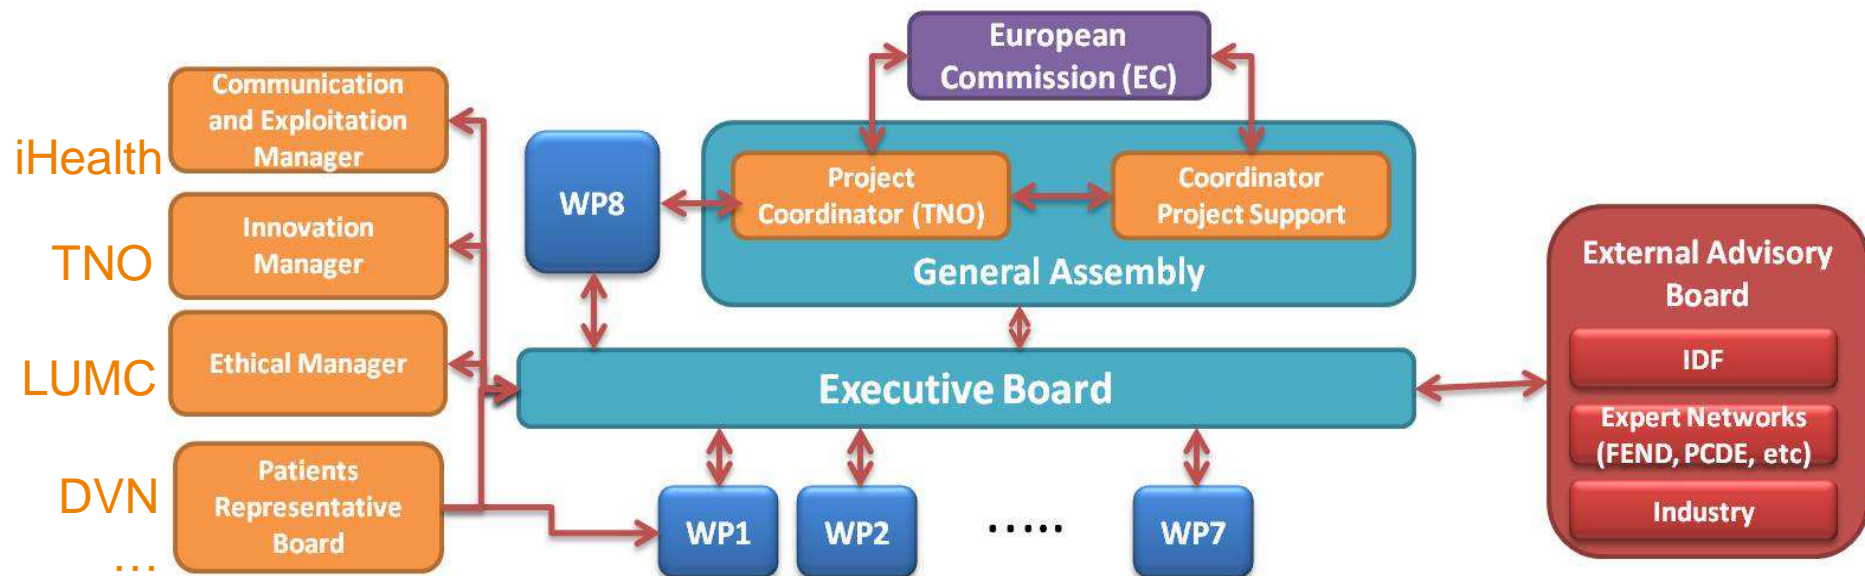 European
Commission (EC)
Communication
and Exploitation
Manager
iHealth
WP8
Project
Coordinator (TNO)
Coordinator
Project Support
General Assembly
Innovation
Manager
TNO
External Advisory
Board
IDF
Expert Networks
(FEND, PCDE, etc)
Industry
Ethical Manager
LUMC
Executive Board
Patients
Representative
Board
DVN
...
WP1
WP2
.....
WP7